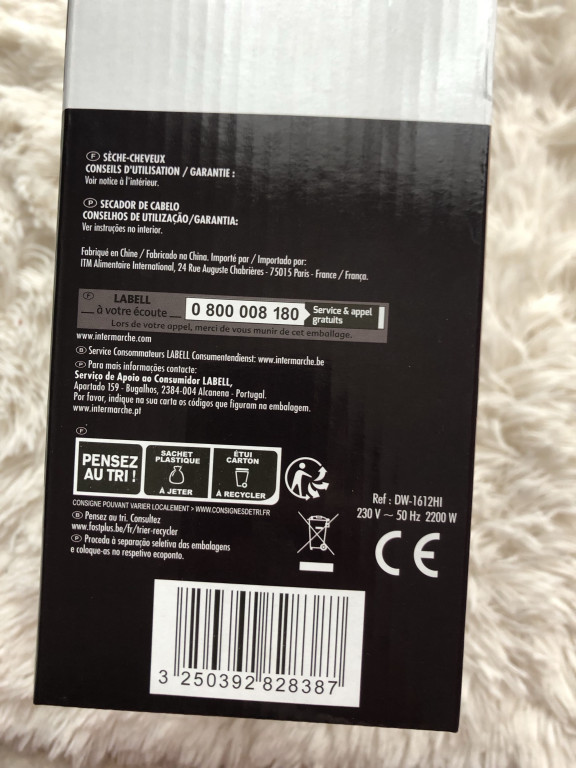 F SÈCHE-CHEVEUX
CONSEILS D'UTILISATION / GARANTIE :
Voir notice à l'intérieur.
P SECADOR DE CABELO
CONSELHOS DE UTILIZAÇÃO/GARANTIA:
Ver instruções no interior.
Fabriqué en Chine / Fabricado na China. Importé par / Importado por:
ITM Alimentaire International, 24 Rue Auguste Chabrières - 75015 Paris - France / França.
F LABELL
à votre écoute
0 800 008 180
Service & appel
gratuits
Lors de votre appel, merci de vous munir de cet emballage.
www.intermarche.com
B Service Consommateurs LABELL Consumentendienst: www.intermarche.be
P Para mais informações contacte:
Serviço de Apoio ao Consumidor LABELL,
Apartado 159 - Bugalhos, 2384-004 Alcanena - Portugal.
Por favor, indique na sua carta os códigos que figuram na embalagem.
www.intermarche.pt
F
PENSEZ
AU TRI !
SACHET
PLASTIQUE
À JETER
ÉTUI
CARTON
À RECYCLER
CONSIGNE POUVANT VARIER LOCALEMENT > WWW.CONSIGNESDETRI.FR
B Pensez au tri. Consultez
www.fostplus.be/fr/trier-recycler
P Proceda à separação seletiva das embalagens
e coloque-as no respetivo ecoponto.
Ref : DW-1612HI
230 V ~ 50 Hz 2200 W
CE
3 250392 828387